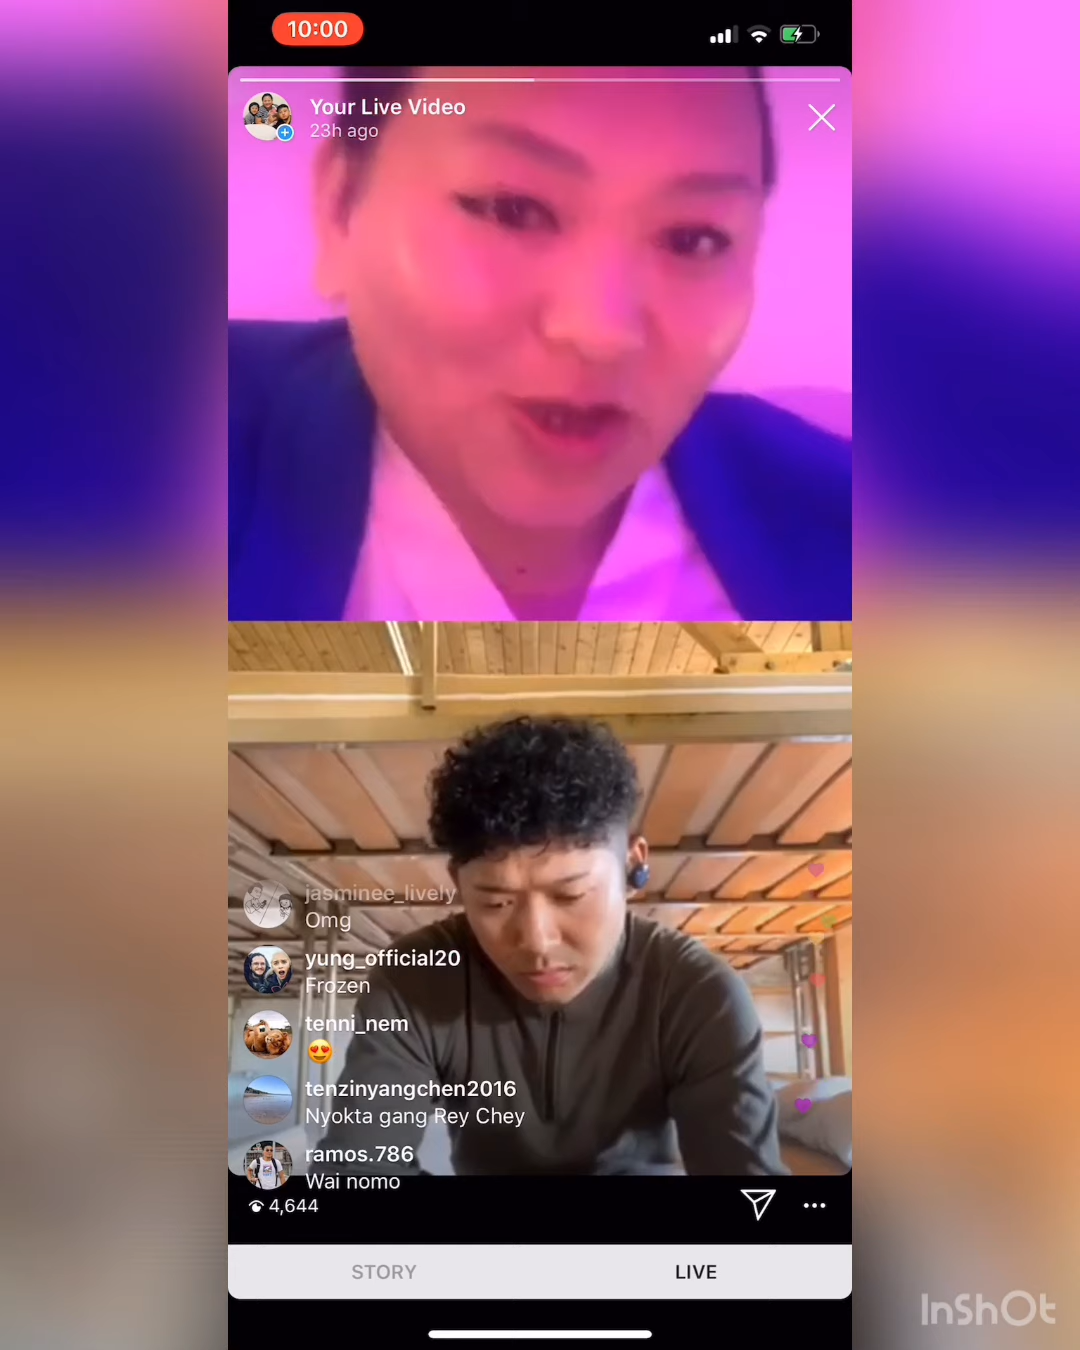 10:00
Your Live Video
23h ago
jasminee_lively
Omg
yung_official20
Frozen
tenni_nem
😍
tenzinyangchen2016
Nyokta gang Rey Chey
ramos.786
Wai nomo
4,644
STORY
LIVE
InShOt